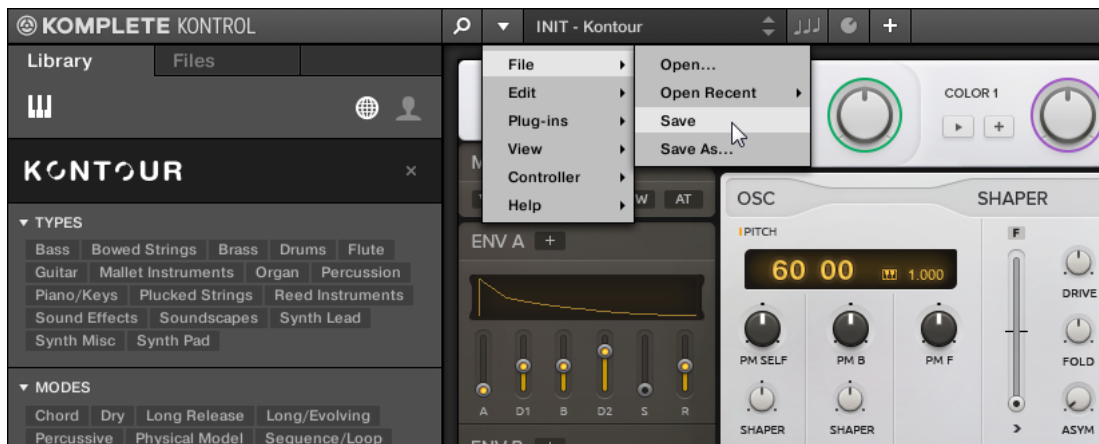 KOMPLETE KONTROL
INIT - Kontour
Library Files
KONTOUR
TYPES
Bass Bowed Strings Brass Drums Flute
Guitar Mallet Instruments Organ Percussion
Piano/Keys Plucked Strings Reed Instruments
Sound Effects Soundscapes Synth Lead
Synth Misc Synth Pad
MODES
Chord Dry Long Release Long/Evolving
Percussive Physical Model Sequence/Loop
File
Edit
Plug-ins
View
Controller
Help
Open...
Open Recent
Save
Save As...
COLOR 1
M
W AT
ENV A
A D1 B D2 S R
OSC SHAPER
PITCH F
60 00 1.000
DRIVE
PM SELF PM B PM F FOLD
SHAPER SHAPER ASYM